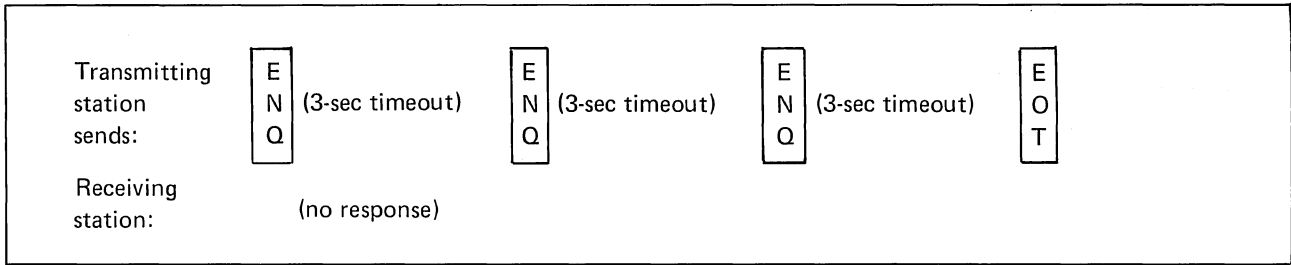 Transmitting station sends:
E N Q (3-sec timeout) E N Q (3-sec timeout) E N Q (3-sec timeout) E O T
Receiving station:
(no response)